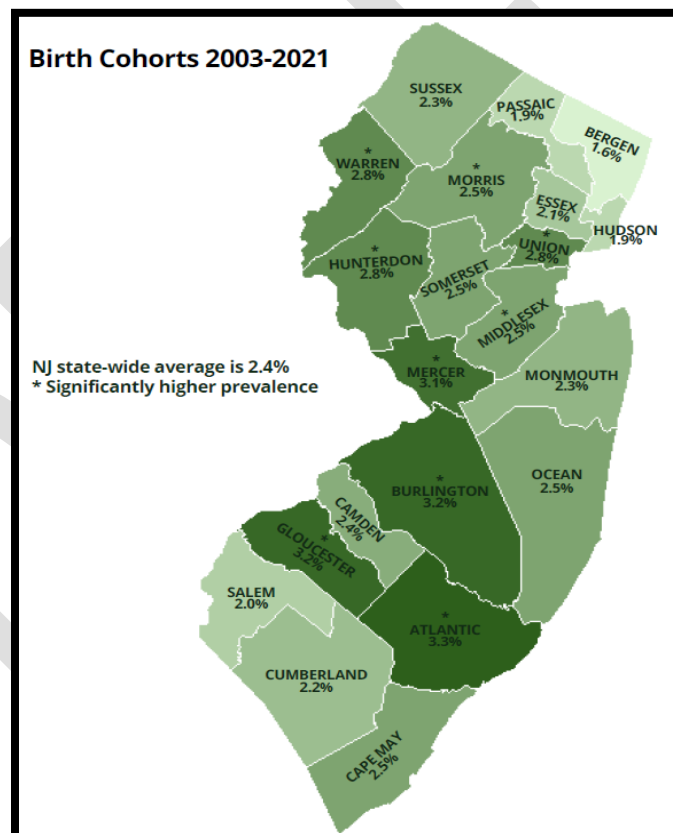 Birth Cohorts 2003-2021
SUSSEX
2.3%
PASSAIC
1.9%
BERGEN
1.6%
*
WARREN
2.8%
*
MORRIS
2.5%
ESSEX
2.1%
HUDSON
1.9%
*
UNION
2.8%
*
HUNTERDON
2.8%
SOMERSET
2.5%
*
MIDDLESEX
2.5%
NJ state-wide average is 2.4%
* Significantly higher prevalence
*
MERCER
3.1%
MONMOUTH
2.3%
OCEAN
2.5%
*
BURLINGTON
3.2%
CAMDEN
2.4%
*
GLOUCESTER
3.2%
SALEM
2.0%
*
ATLANTIC
3.3%
CUMBERLAND
2.2%
CAPE MAY
2.5%